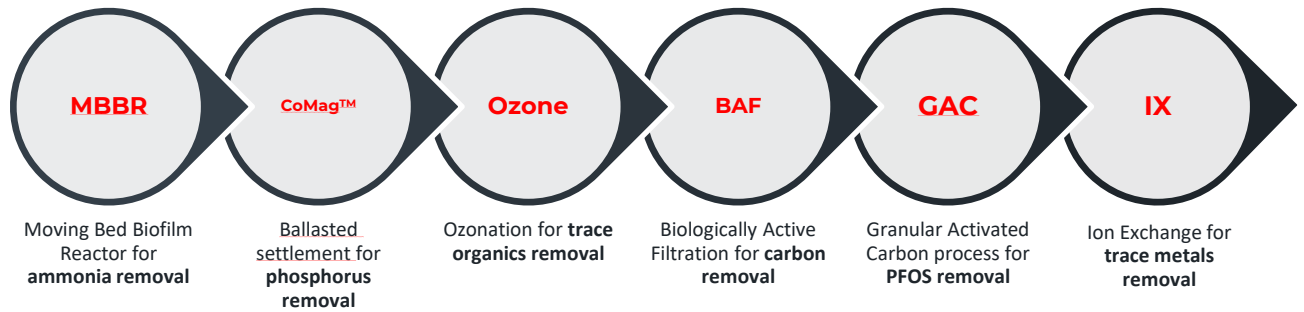 MBBR
Moving Bed Biofilm
Reactor for
ammonia removal
CoMag™
Ballasted
settlement for
phosphorus
removal
Ozone
Ozonation for trace
organics removal
BAF
Biologically Active
Filtration for carbon
removal
GAC
Granular Activated
Carbon process for
PFOS removal
IX
Ion Exchange for
trace metals
removal